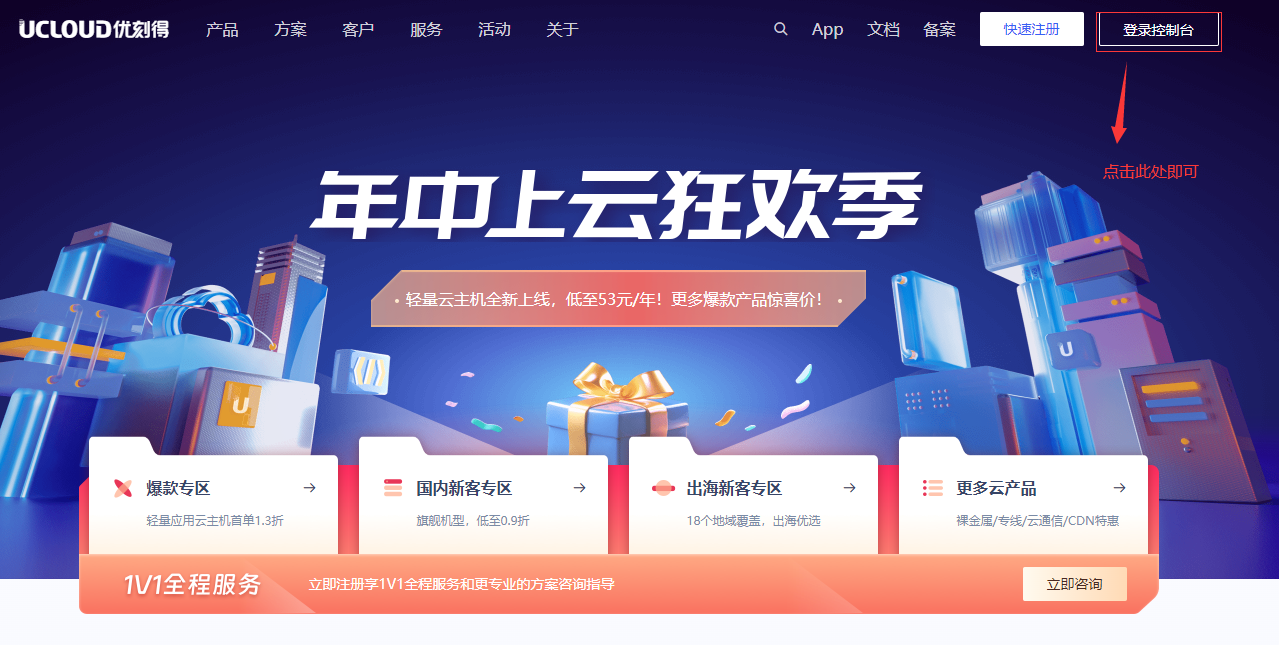 UCLOUD优刻得 产品 方案 客户 服务 活动 关于 App 文档 备案 快速注册 登录控制台
点击此处即可
年中上云狂欢季
• 轻量云主机全新上线，低至53元/年！更多爆款产品惊喜价！ •
U
U
爆款专区 → 国内新客专区 → 出海新客专区 → 更多云产品 →
轻量应用云主机首单1.3折 旗舰机型，低至0.9折 18个地域覆盖，出海优选 裸金属/专线/云通信/CDN特惠
1V1全程服务 立即注册享1V1全程服务和更专业的方案咨询指导 立即咨询